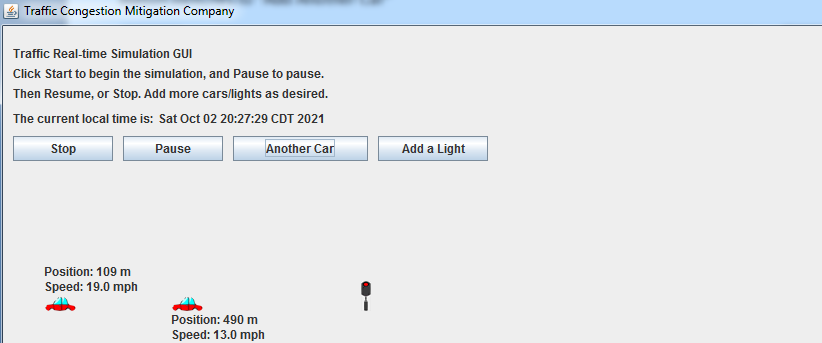 Traffic Congestion Mitigation Company
Traffic Real-time Simulation GUI
Click Start to begin the simulation, and Pause to pause.
Then Resume, or Stop. Add more cars/lights as desired.
The current local time is: Sat Oct 02 20:27:29 CDT 2021
Stop Pause Another Car Add a Light
Position: 109 m
Speed: 19.0 mph
Position: 490 m
Speed: 13.0 mph